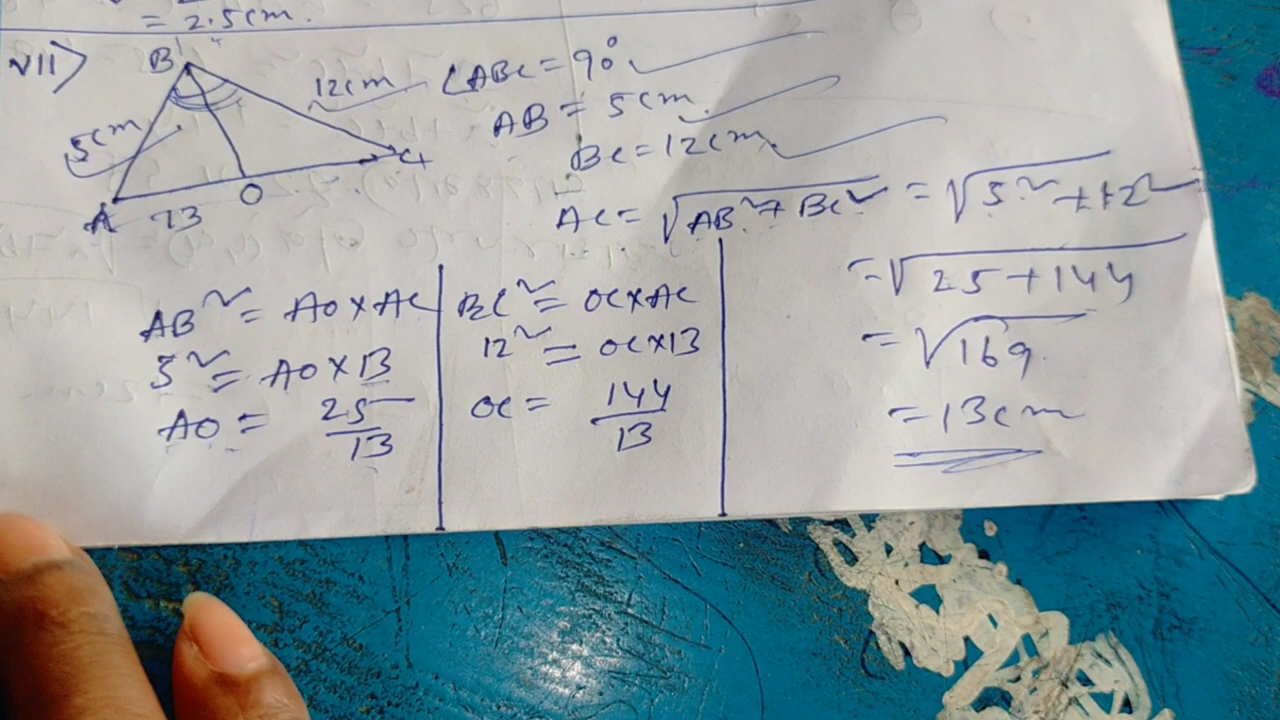 = 2.5cm.
VII>
B
12cm
5cm
A
O
C
13
∠ABC = 90°
AB = 5cm.
BC = 12cm.
AC = √AB²+BC² = √5²+12²
= √25+144
= √169
= 13cm
AB² = AO×AC
5² = AO×13
AO = 25/13
BC² = OC×AC
12² = OC×13
OC = 144/13